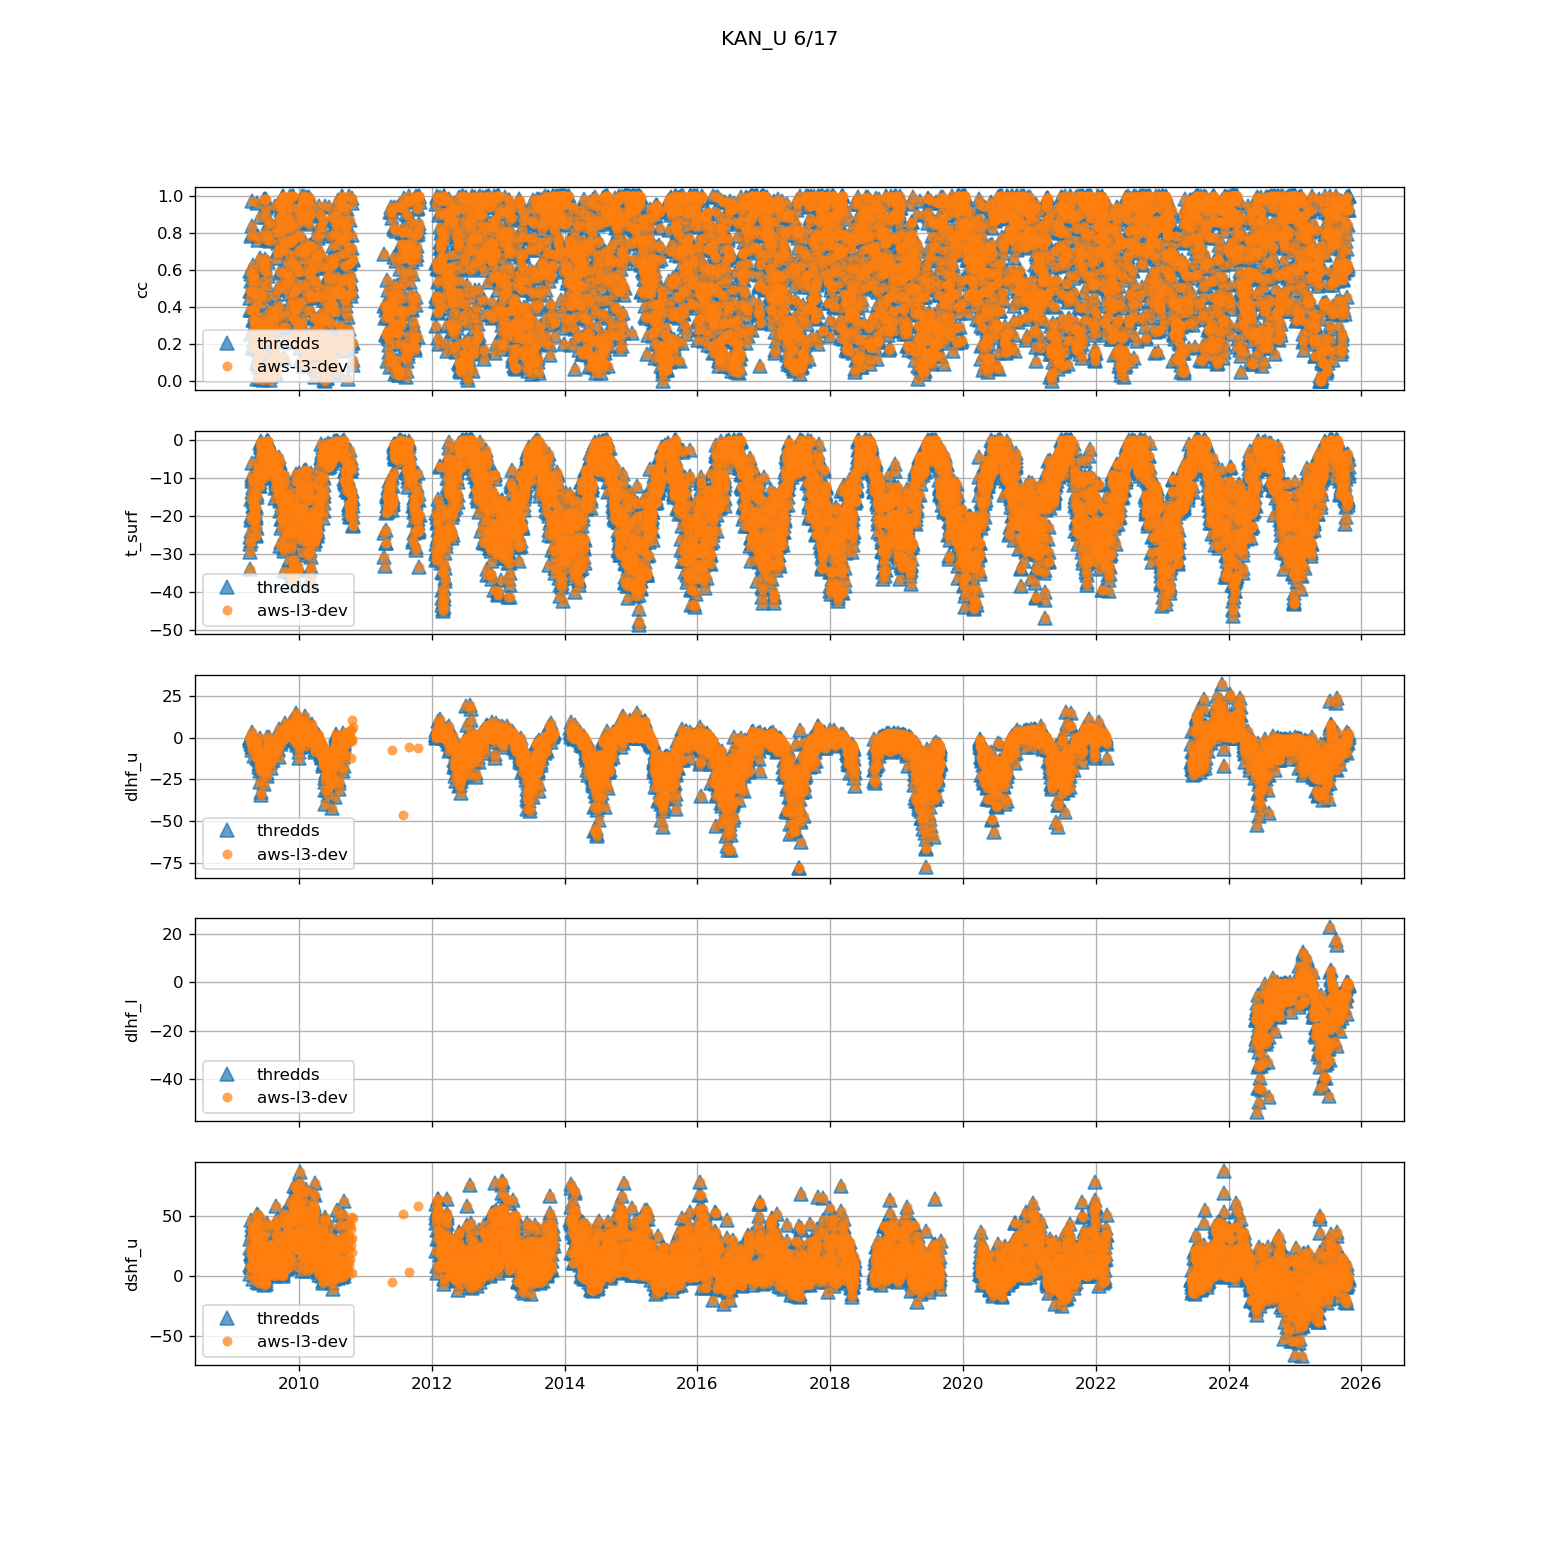 KAN_U 6/17
1.0
0.8
0.6
0.4
0.2
0.0
cc
thredds
aws-l3-dev
0
−10
−20
−30
−40
−50
t_surf
thredds
aws-l3-dev
25
0
−25
−50
−75
dlhf_u
thredds
aws-l3-dev
20
0
−20
−40
dlhf_l
thredds
aws-l3-dev
50
0
−50
dshf_u
thredds
aws-l3-dev
2010 2012 2014 2016 2018 2020 2022 2024 2026